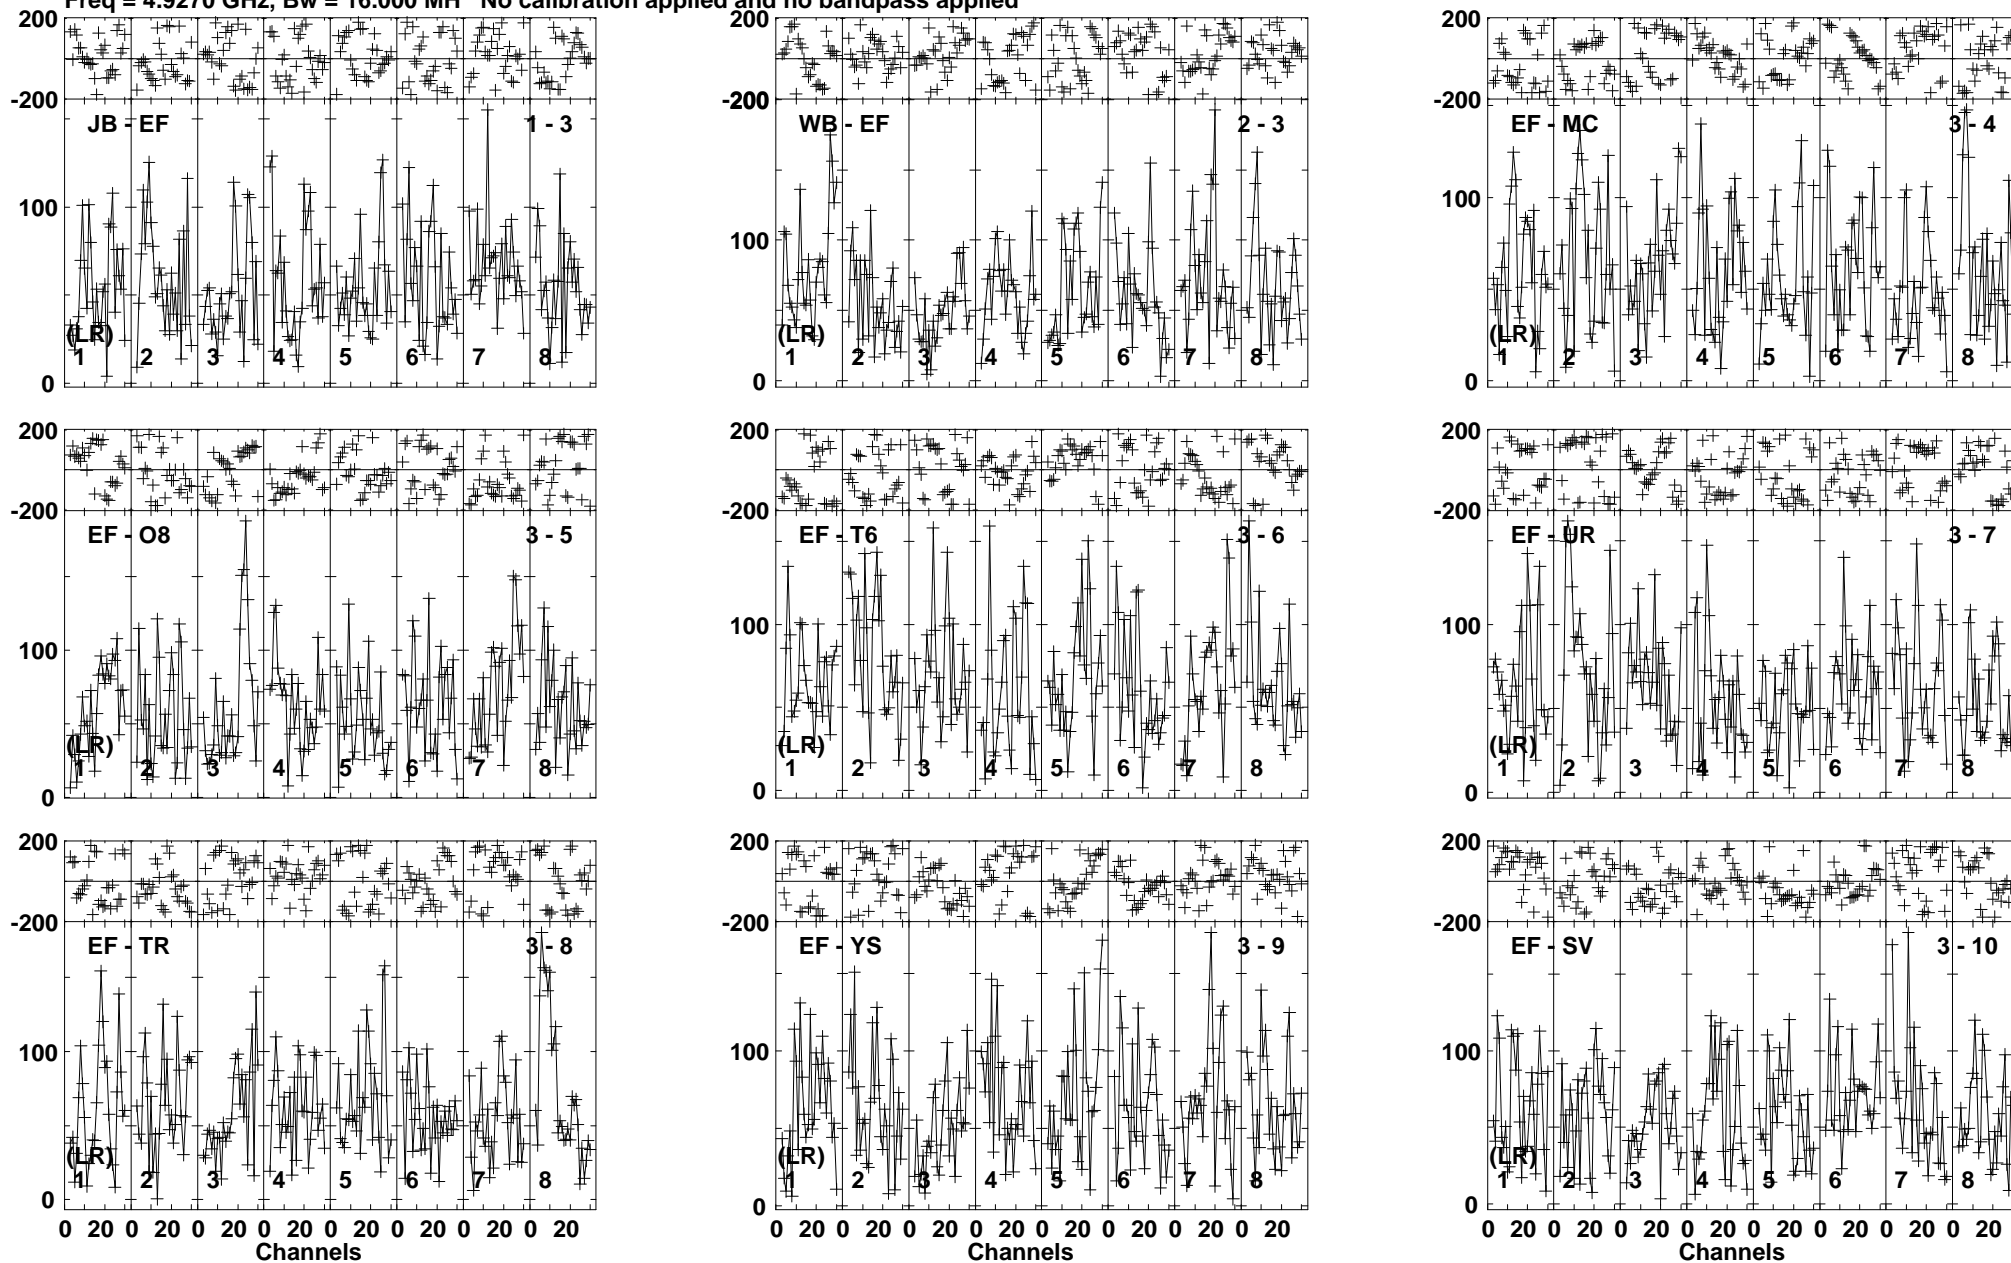 Freq = 4.9270 GHz, Bw = 16.000 MH No calibration applied and no bandpass applied
200 200 200
-200 -200 -200
JB - EF 1 - 3 WB - EF 2 - 3 EF - MC 3 - 4
100 100 100
(LR) (LR) (LR)
1 2 3 4 5 6 7 8 1 2 3 4 5 6 7 8 1 2 3 4 5 6 7 8
0 0 0
200 200 200
-200 -200 -200
EF - O8 3 - 5 EF - T6 3 - 6 EF - UR 3 - 7
100 100 100
(LR) (LR) (LR)
1 2 3 4 5 6 7 8 1 2 3 4 5 6 7 8 1 2 3 4 5 6 7 8
0 0 0
200 200 200
-200 -200 -200
EF - TR 3 - 8 EF - YS 3 - 9 EF - SV 3 - 10
100 100 100
(LR) (LR) (LR)
1 2 3 4 5 6 7 8 1 2 3 4 5 6 7 8 1 2 3 4 5 6 7 8
0 0 0
0 20 0 20 0 20 0 20 0 20 0 20 0 20 0 20 0 20 0 20 0 20 0 20 0 20 0 20 0 20 0 20 0 20 0 20 0 20 0 20 0 20 0 20 0 20 0 20
Channels Channels